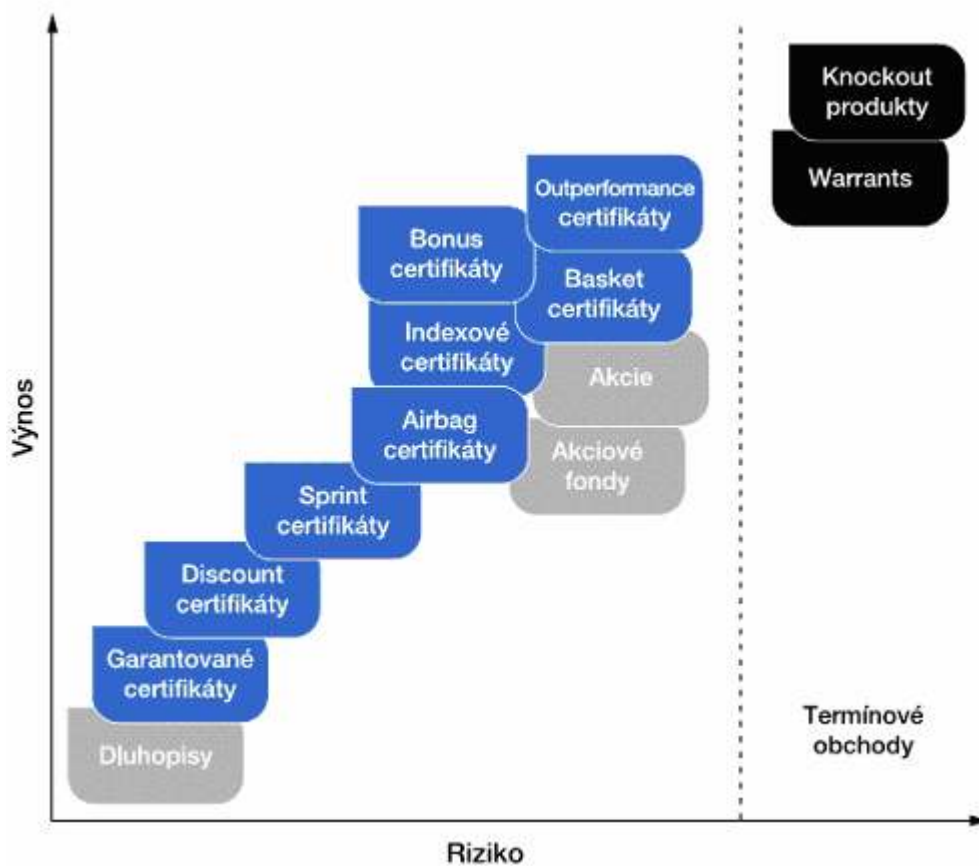 Knockout
produkty
Warrants
Outperformance
certifikáty
Bonus
certifikáty
Basket
certifikáty
Indexové
certifikáty
Akcie
Airbag
certifikáty
Akciové
fondy
Sprint
certifikáty
Discount
certifikáty
Garantované
certifikáty
Dluhopisy
Termínové
obchody
Výnos
Riziko